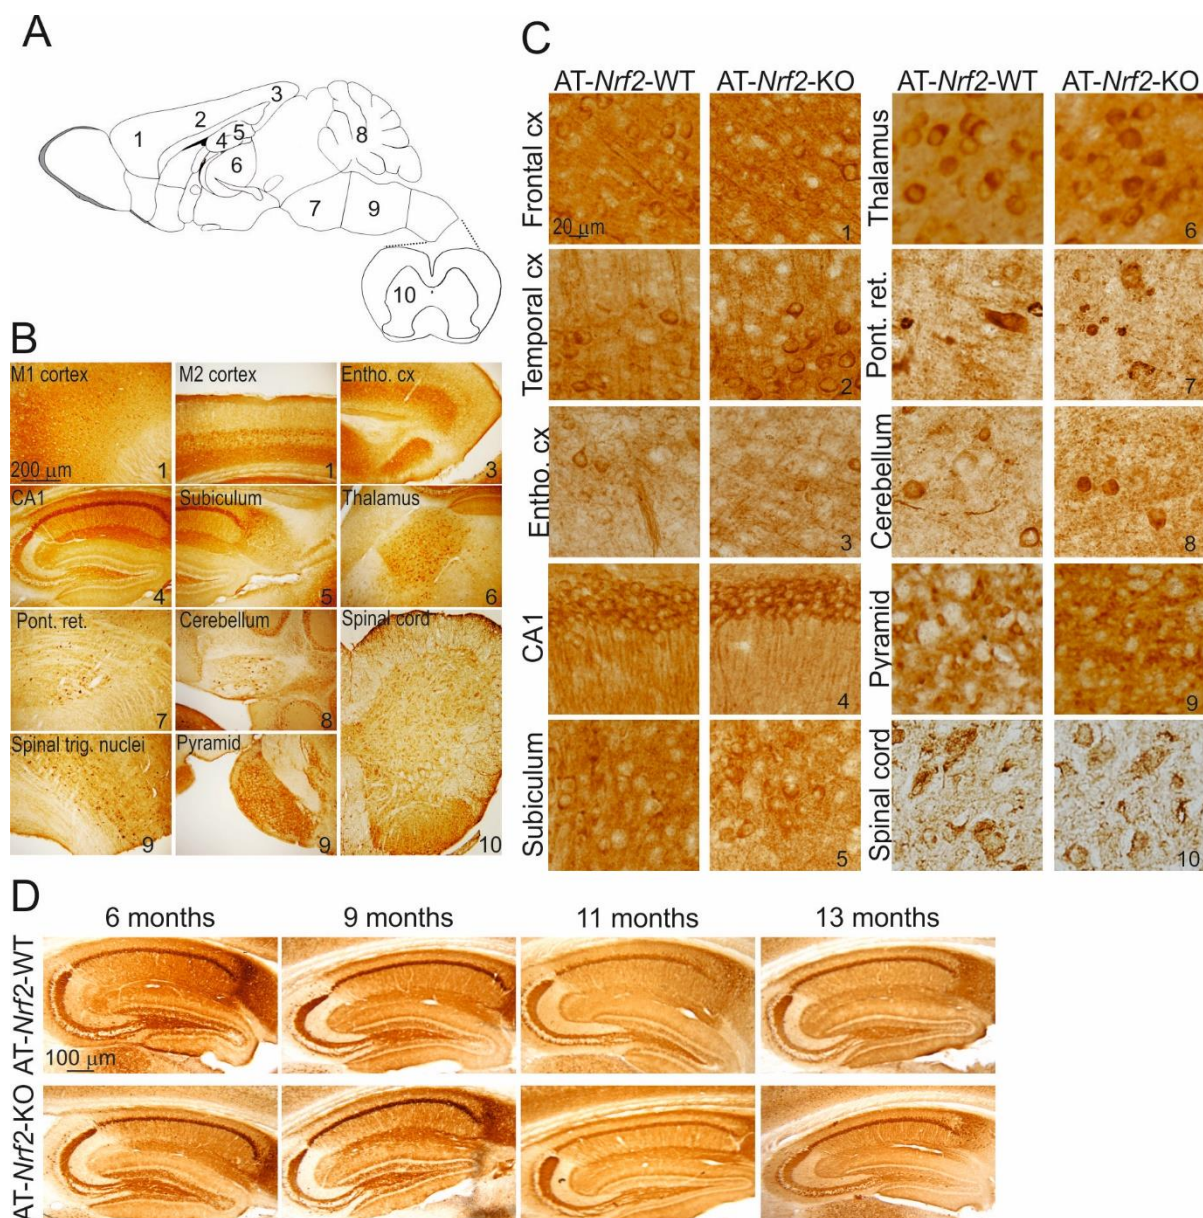 A
1
2
3
4
5
6
7
8
9
10
B
M1 cortex
M2 cortex
Entho. cx
200 µm
1
1
3
CA1
Subiculum
Thalamus
4
5
6
Pont. ret.
Cerebellum
Spinal cord
7
8
Spinal trig. nuclei
Pyramid
9
9
10
C
AT-Nrf2-WT
AT-Nrf2-KO
AT-Nrf2-WT
AT-Nrf2-KO
Frontal cx
20 µm
1
Thalamus
6
Temporal cx
2
Pont. ret.
7
Entho. cx
3
Cerebellum
8
CA1
4
Pyramid
9
Subiculum
5
Spinal cord
10
D
6 months
9 months
11 months
13 months
AT-Nrf2-WT
100 µm
AT-Nrf2-KO